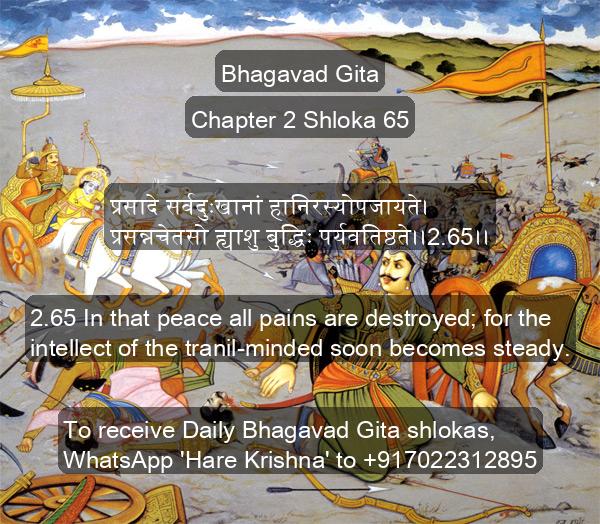 Bhagavad Gita
Chapter 2 Shloka 65
प्रसादे सर्वदुःखानां हानिरस्योपजायते।
प्रसन्नचेतसो ह्याशु बुद्धिः पर्यवतिष्ठते।।2.65।।
2.65 In that peace all pains are destroyed; for the
intellect of the tranil-minded soon becomes steady.
To receive Daily Bhagavad Gita shlokas,
WhatsApp 'Hare Krishna' to +917022312895